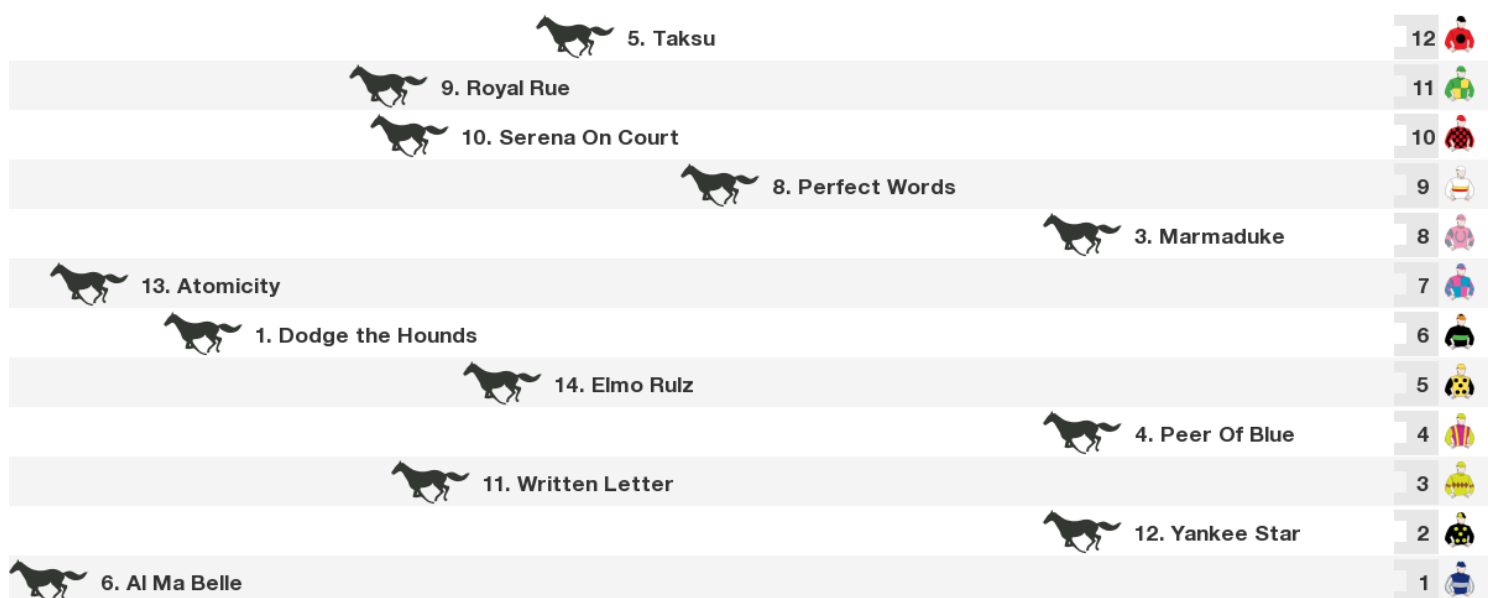 5. Taksu 12
9. Royal Rue 11
10. Serena On Court 10
8. Perfect Words 9
3. Marmaduke 8
13. Atomicity 7
1. Dodge the Hounds 6
14. Elmo Rulz 5
4. Peer Of Blue 4
11. Written Letter 3
12. Yankee Star 2
6. Al Ma Belle 1